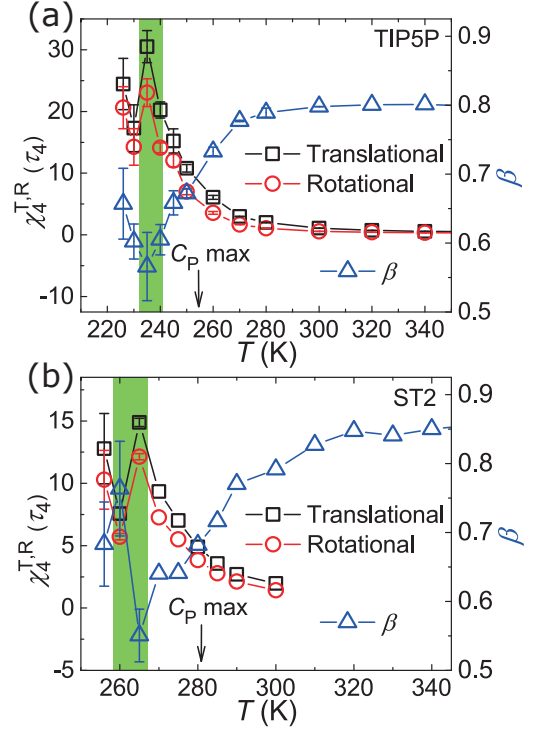 (a)
TIP5P
30
20
10
0
-10
χ₄ᵀ,ᴿ (τ₄)
0.9
0.8
0.7
0.6
0.5
β
Translational
Rotational
C_P max
β
220 240 260 280 300 320 340
T (K)
(b)
ST2
15
10
5
0
-5
χ₄ᵀ,ᴿ (τ₄)
0.9
0.8
0.7
0.6
0.5
β
Translational
Rotational
C_P max
β
260 280 300 320 340
T (K)